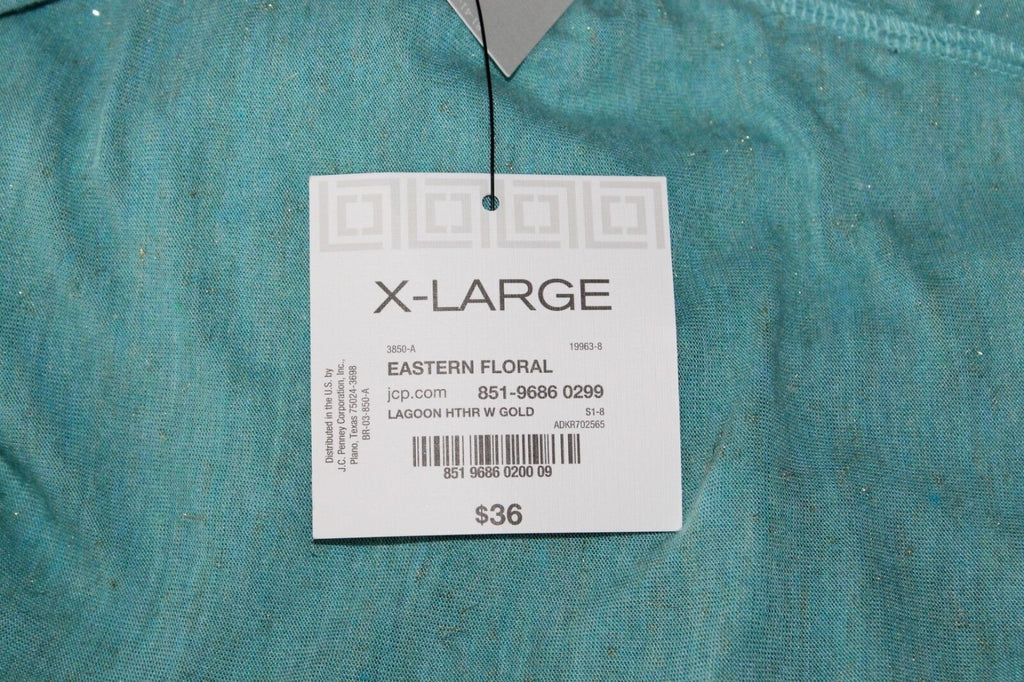 X-LARGE
3850-A 19963-8
EASTERN FLORAL
jcp.com 851-9686 0299
LAGOON HTHR W GOLD S1-8
ADKR702565
851 9686 0200 09
$36
Distributed in the U.S. by
J.C. Penney Corporation, Inc.,
Plano, Texas 75024-3698
BR-03-850-A